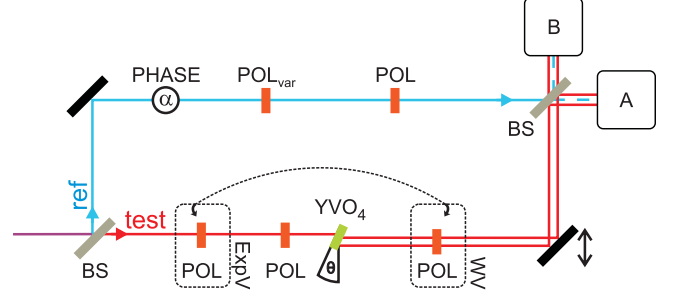 B
PHASE
POLvar
POL
α
A
BS
ref
test
YVO4
ExpV
POL
POL
θ
POL
WV
BS